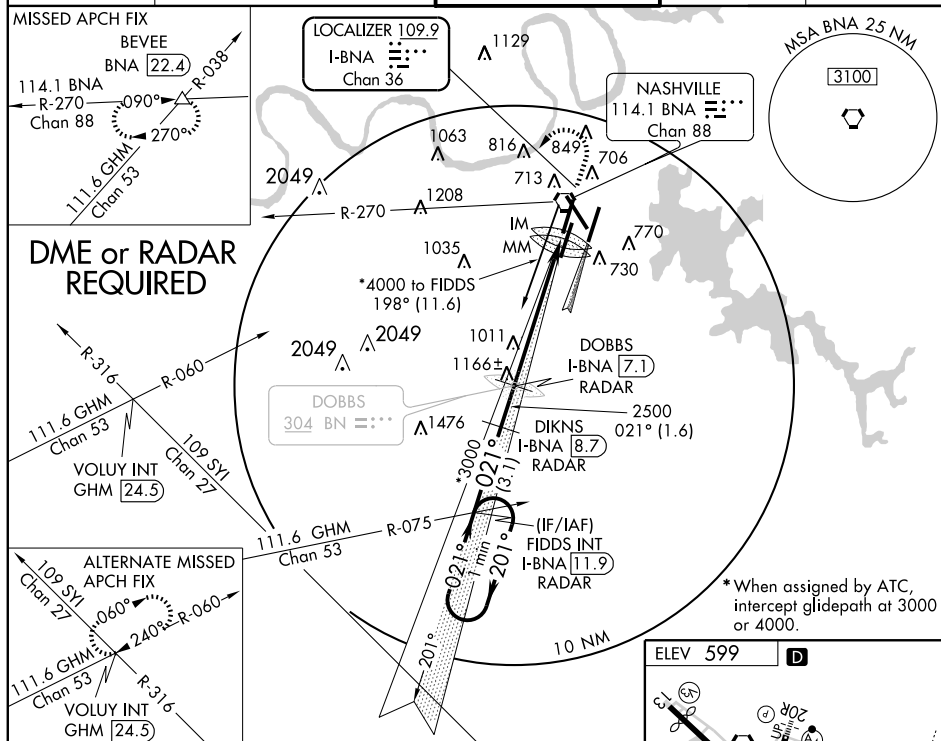 MISSED APCH FIX
BEVEE
BNA 22.4
R-038
114.1 BNA
R-270
Chan 88
090°
270°
111.6 GHM
Chan 53
LOCALIZER 109.9
I-BNA
Chan 36
1129
NASHVILLE
114.1 BNA
Chan 88
MSA BNA 25 NM
3100
1063
816
849
706
713
2049
1208
R-270
IM
MM
770
730
1035
DME or RADAR
REQUIRED
*4000 to FIDDS
198° (11.6)
2049
2049
1011
1166±
DOBBS
I-BNA 7.1
RADAR
R-316
R-060
DOBBS
304 BN
1476
2500
021° (1.6)
111.6 GHM
Chan 53
DIKNS
I-BNA 8.7
RADAR
VOLUY INT
GHM 24.5
109 SYI
Chan 27
*3000
021°
(3.1)
111.6 GHM
Chan 53
R-075
(IF/IAF)
FIDDS INT
I-BNA 11.9
RADAR
021°
1 min
201°
ALTERNATE MISSED
APCH FIX
109 SYI
Chan 27
060°
R-060
240°
111.6 GHM
Chan 53
R-316
VOLUY INT
GHM 24.5
201°
10 NM
*When assigned by ATC,
intercept glidepath at 3000
or 4000.
ELEV 599
D
13
V5
P
20R